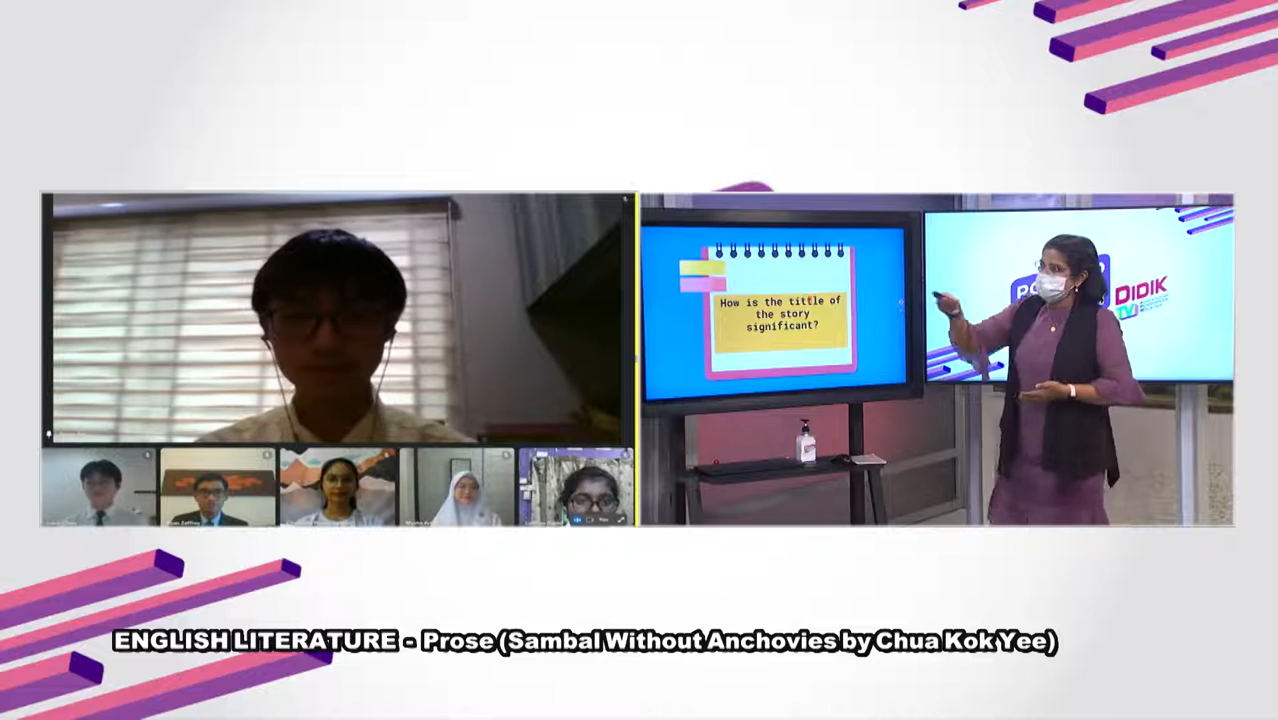 How is the tittle of
the story
significant?
DIDIK
TV
ENGLISH LITERATURE - Prose (Sambal Without Anchovies by Chua Kok Yee)